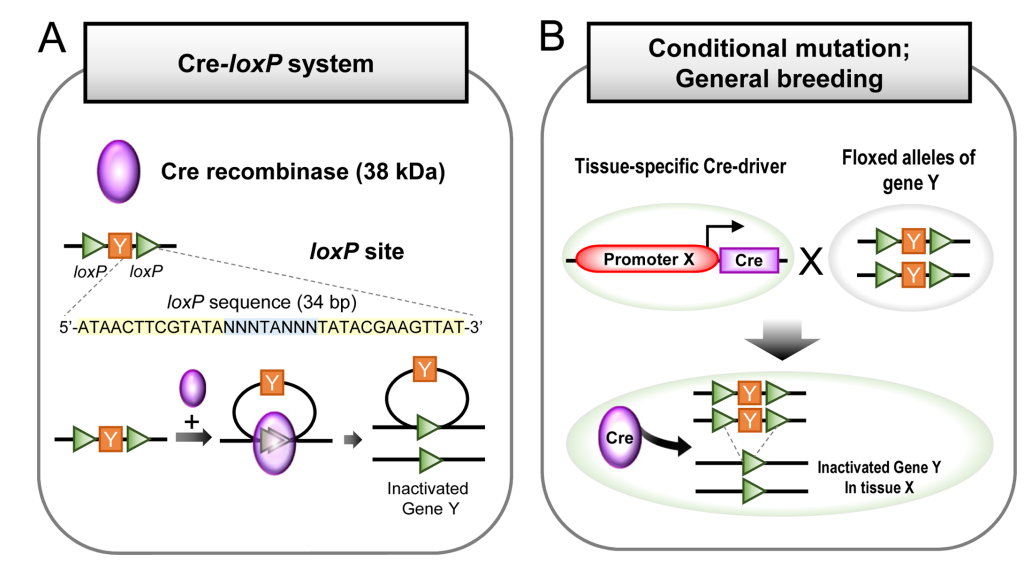 A
Cre-loxP system
Cre recombinase (38 kDa)
Y
loxP
loxP
loxP site
loxP sequence (34 bp)
5'-ATAACTTCGTATANNNTANNNTATACGAAGTTAT-3'
Y
+
Y
Y
Inactivated
Gene Y
B
Conditional mutation;
General breeding
Tissue-specific Cre-driver
Floxed alleles of
gene Y
Promoter X
Cre
X
Y
Y
Y
Y
Cre
Inactivated Gene Y
In tissue X